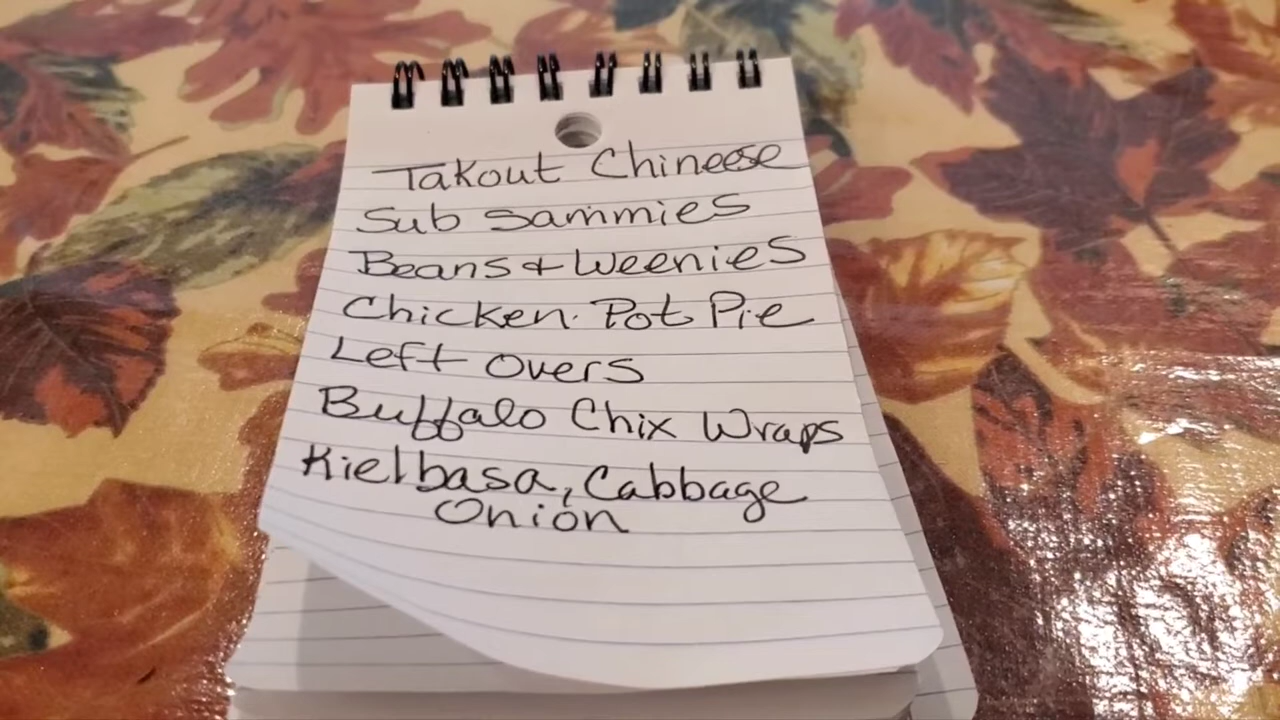 Takout Chineese
Sub Sammies
Beans & Weenies
Chicken Pot Pie
Left Overs
Buffalo Chix Wraps
Kielbasa, Cabbage
Onion